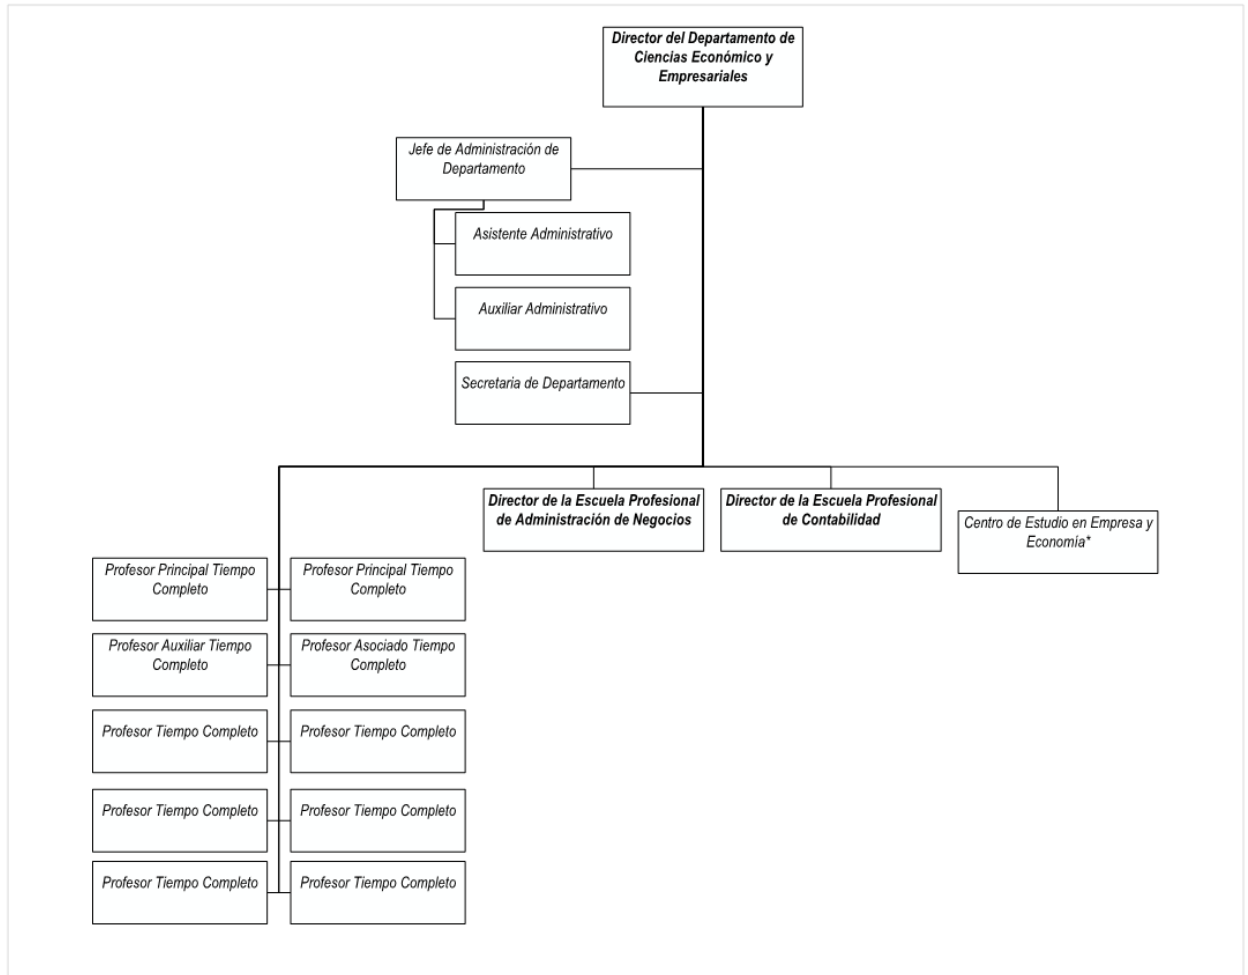 Director del Departamento de
Ciencias Económico y
Empresariales
Jefe de Administración de
Departamento
Asistente Administrativo
Auxiliar Administrativo
Secretaria de Departamento
Director de la Escuela Profesional
de Administración de Negocios
Director de la Escuela Profesional
de Contabilidad
Centro de Estudio en Empresa y
Economía*
Profesor Principal Tiempo
Completo
Profesor Principal Tiempo
Completo
Profesor Auxiliar Tiempo
Completo
Profesor Asociado Tiempo
Completo
Profesor Tiempo Completo
Profesor Tiempo Completo
Profesor Tiempo Completo
Profesor Tiempo Completo
Profesor Tiempo Completo
Profesor Tiempo Completo